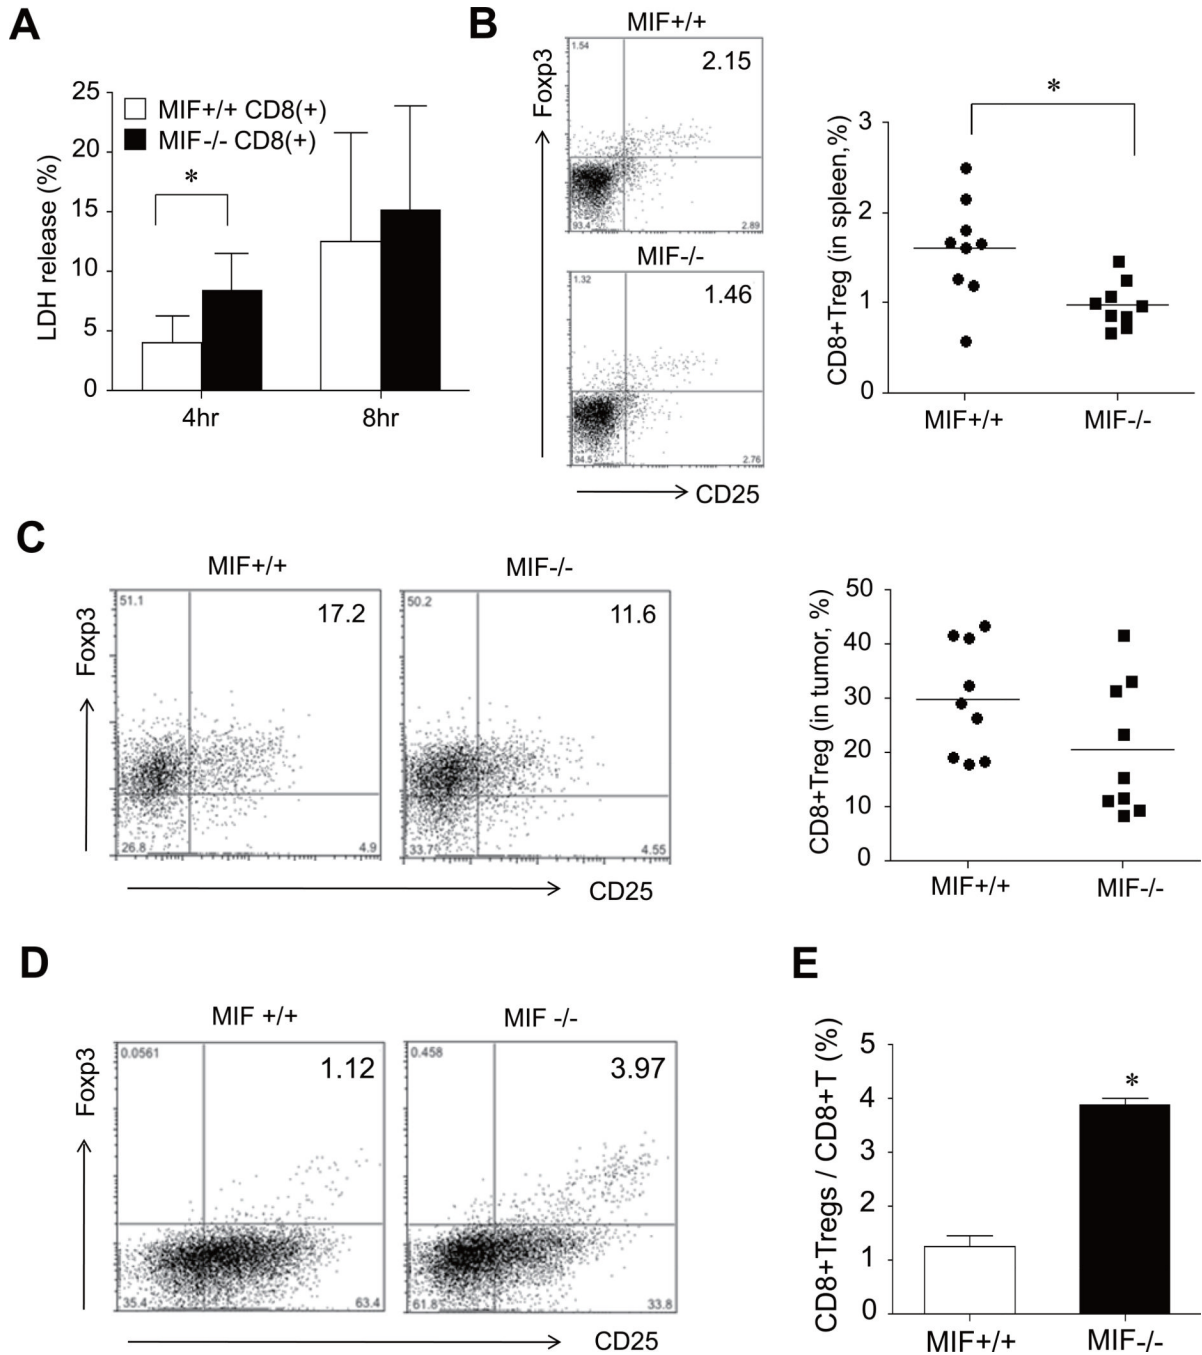 A
25
20
15
10
5
0
LDH release (%)
MIF+/+ CD8(+)
MIF-/- CD8(+)
*
4hr
8hr
B
MIF+/+
Foxp3
1.54
2.15
93.4
2.89
MIF-/-
1.32
1.46
94.5
2.76
CD25
CD8+Treg (in spleen,%)
3
2
1
0
*
MIF+/+
MIF-/-
C
MIF+/+
MIF-/-
Foxp3
51.1
17.2
26.8
4.9
50.2
11.6
33.7
4.55
CD25
CD8+Treg (in tumor, %)
50
40
30
20
10
0
MIF+/+
MIF-/-
D
MIF +/+
MIF -/-
Foxp3
0.0561
1.12
35.4
63.4
0.458
3.97
61.8
33.8
CD25
E
CD8+Tregs / CD8+T (%)
5
4
3
2
1
0
*
MIF+/+
MIF-/-